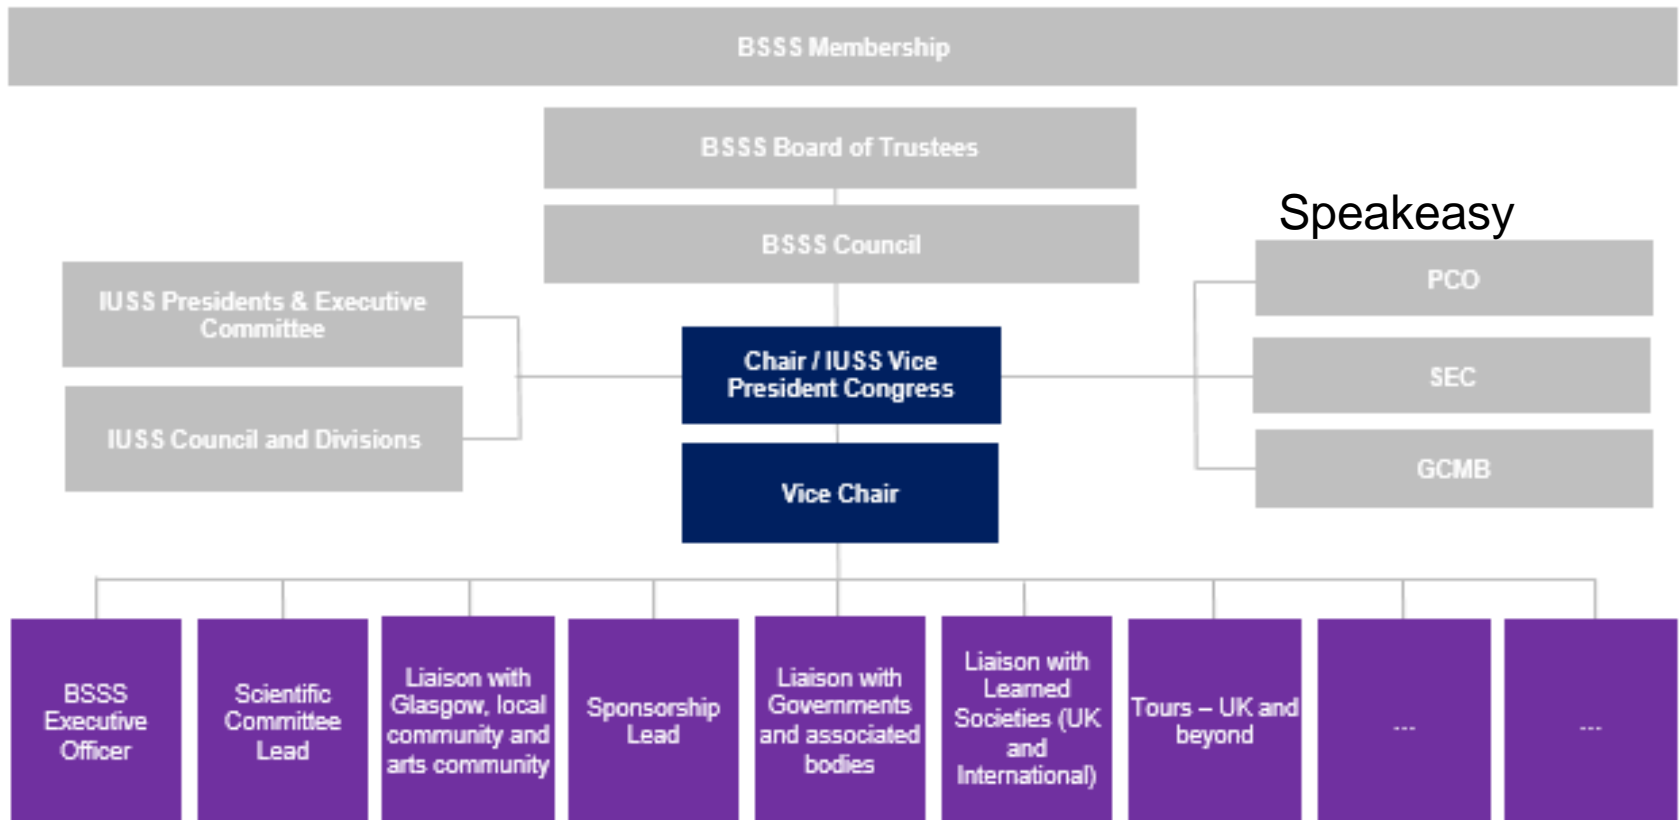 BSSS Membership
BSSS Board of Trustees
Speakeasy
BSSS Council
IUSS Presidents & Executive
Committee
PCO
Chair / IUSS Vice
President Congress
SEC
IUSS Council and Divisions
GCMB
Vice Chair
BSSS
Executive
Officer
Scientific
Committee
Lead
Liaison with
Glasgow, local
community and
arts community
Sponsorship
Lead
Liaison with
Governments
and associated
bodies
Liaison with
Learned
Societies (UK
and
International)
Tours – UK and
beyond
---
---